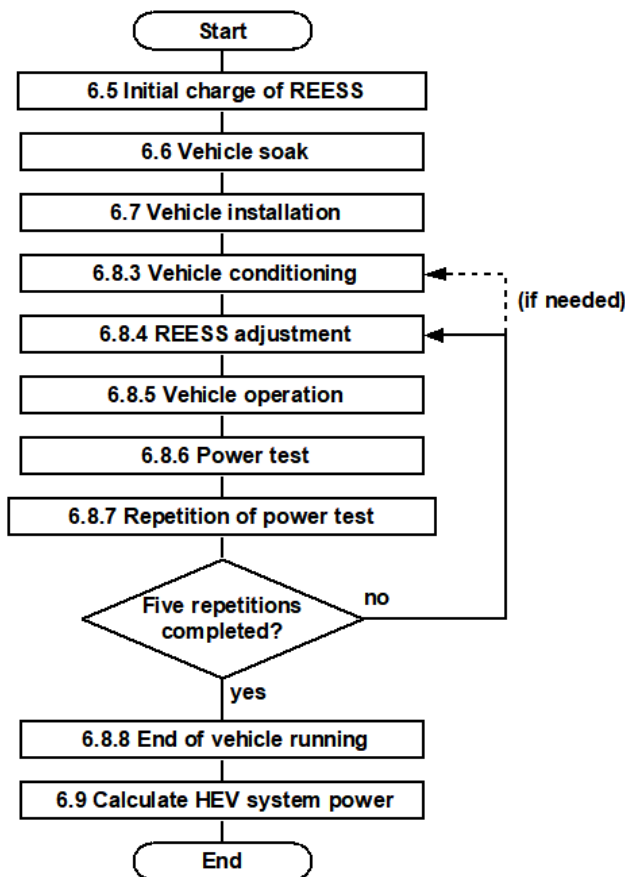 Start
6.5 Initial charge of REESS
6.6 Vehicle soak
6.7 Vehicle installation
6.8.3 Vehicle conditioning
(if needed)
6.8.4 REESS adjustment
6.8.5 Vehicle operation
6.8.6 Power test
6.8.7 Repetition of power test
Five repetitions
completed?
no
yes
6.8.8 End of vehicle running
6.9 Calculate HEV system power
End